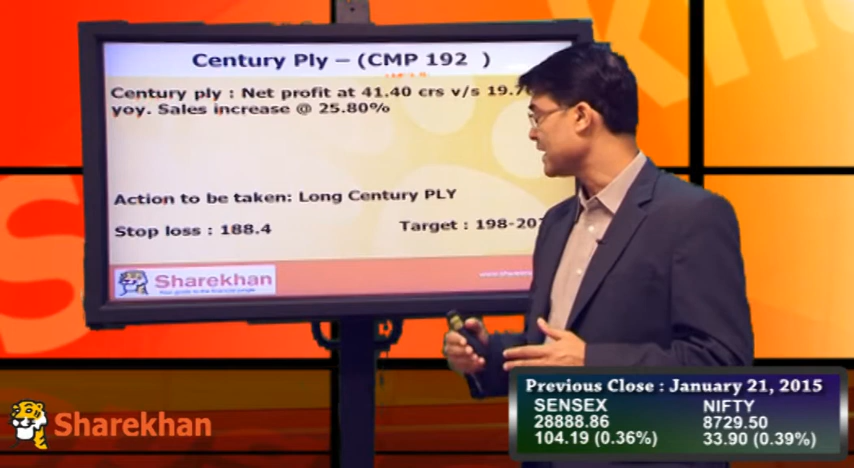 Century Ply – (CMP 192 )
Century ply : Net profit at 41.40 crs v/s 19.7
yoy. Sales increase @ 25.80%
Action to be taken: Long Century PLY
Stop loss : 188.4
Target : 198-20
Sharekhan
Sharekhan
Previous Close : January 21, 2015
SENSEX
NIFTY
28888.86
8729.50
104.19 (0.36%)
33.90 (0.39%)